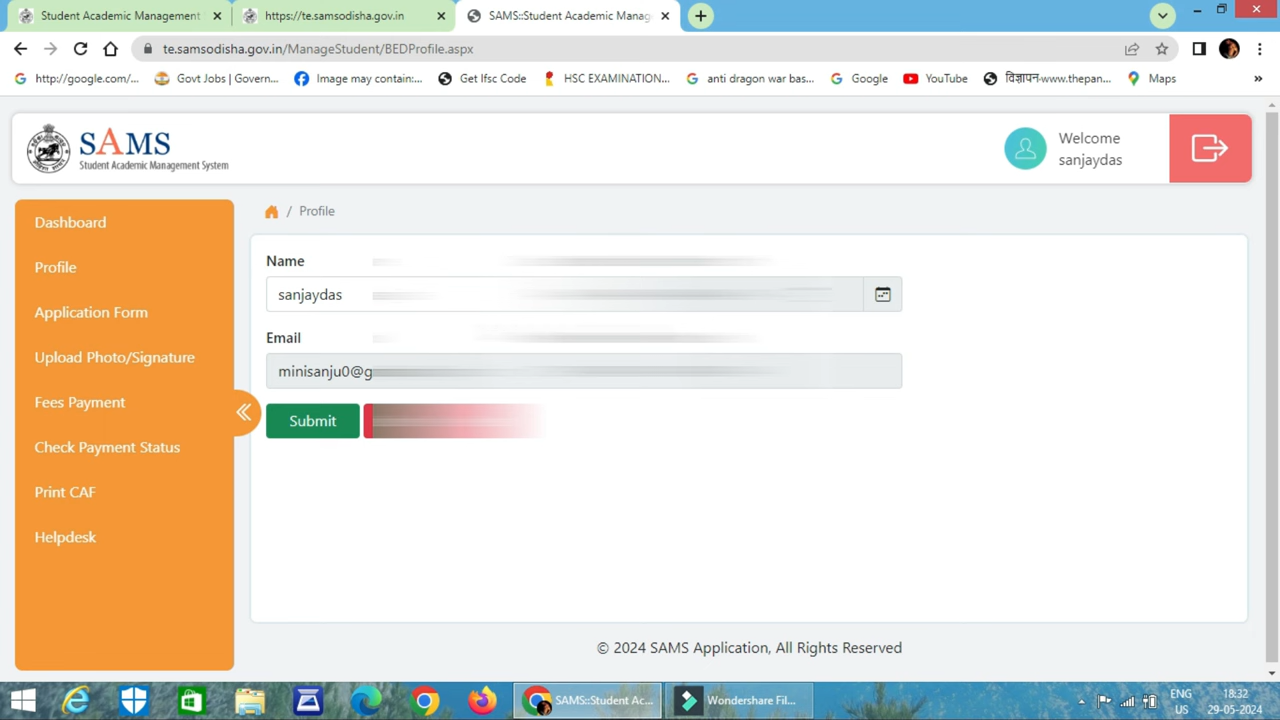 Student Academic Management
https://te.samsodisha.gov.in
SAMS::Student Academic Manag
te.samsodisha.gov.in/ManageStudent/BEDProfile.aspx
http://google.com/...
Govt Jobs | Govern...
Image may contain:...
Get Ifsc Code
HSC EXAMINATION...
anti dragon war bas...
Google
YouTube
विज्ञापन-www.thepan...
Maps
»
SAMS
Student Academic Management System
Welcome
sanjaydas
Dashboard
Profile
Application Form
Upload Photo/Signature
Fees Payment
Check Payment Status
Print CAF
Helpdesk
/ Profile
Name
sanjaydas
Email
minisanju0@g
Submit
© 2024 SAMS Application, All Rights Reserved
SAMS::Student Ac...
Wondershare Fil...
ENG
US
18:32
29-05-2024